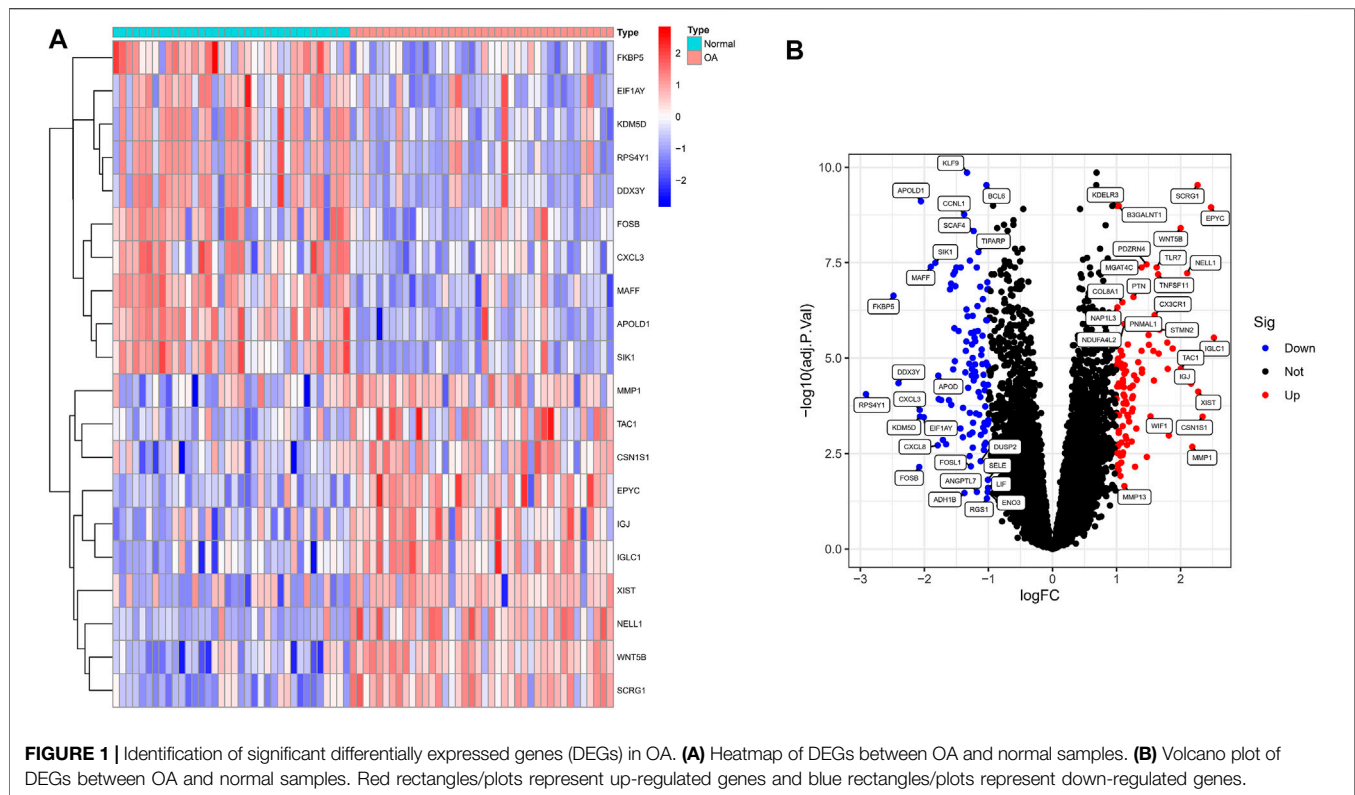 A
Type
FKBP5
EIF1AY
KDM5D
RPS4Y1
DDX3Y
FOSB
CXCL3
MAFF
APOLD1
SIK1
MMP1
TAC1
CSN1S1
EPYC
IGJ
IGLC1
XIST
NELL1
WNT5B
SCRG1
Type
Normal
OA
2
1
0
−1
−2
B
−log10(adj.P.Val)
10.0
7.5
5.0
2.5
0.0
−3
−2
−1
0
1
2
logFC
KLF9
APOLD1
BCL6
CCNL1
SCAF4
TIPARP
SIK1
MAFF
FKBP5
DDX3Y
APOD
RPS4Y1
CXCL3
KDM5D
EIF1AY
CXCL8
DUSP2
FOSL1
SELE
FOSB
ANGPTL7
LIF
ADH1B
ENO3
RGS1
KDELR3
SCRG1
B3GALNT1
EPYC
WNT5B
PDZRN4
TLR7
MGAT4C
NELL1
PTN
TNFSF11
COL8A1
CX3CR1
NAP1L3
PNMAL1
STMN2
NDUFA4L2
IGLC1
TAC1
IGJ
XIST
WIF1
CSN1S1
MMP1
MMP13
Sig
Down
Not
Up
FIGURE 1 | Identification of significant differentially expressed genes (DEGs) in OA. (A) Heatmap of DEGs between OA and normal samples. (B) Volcano plot of
DEGs between OA and normal samples. Red rectangles/plots represent up-regulated genes and blue rectangles/plots represent down-regulated genes.